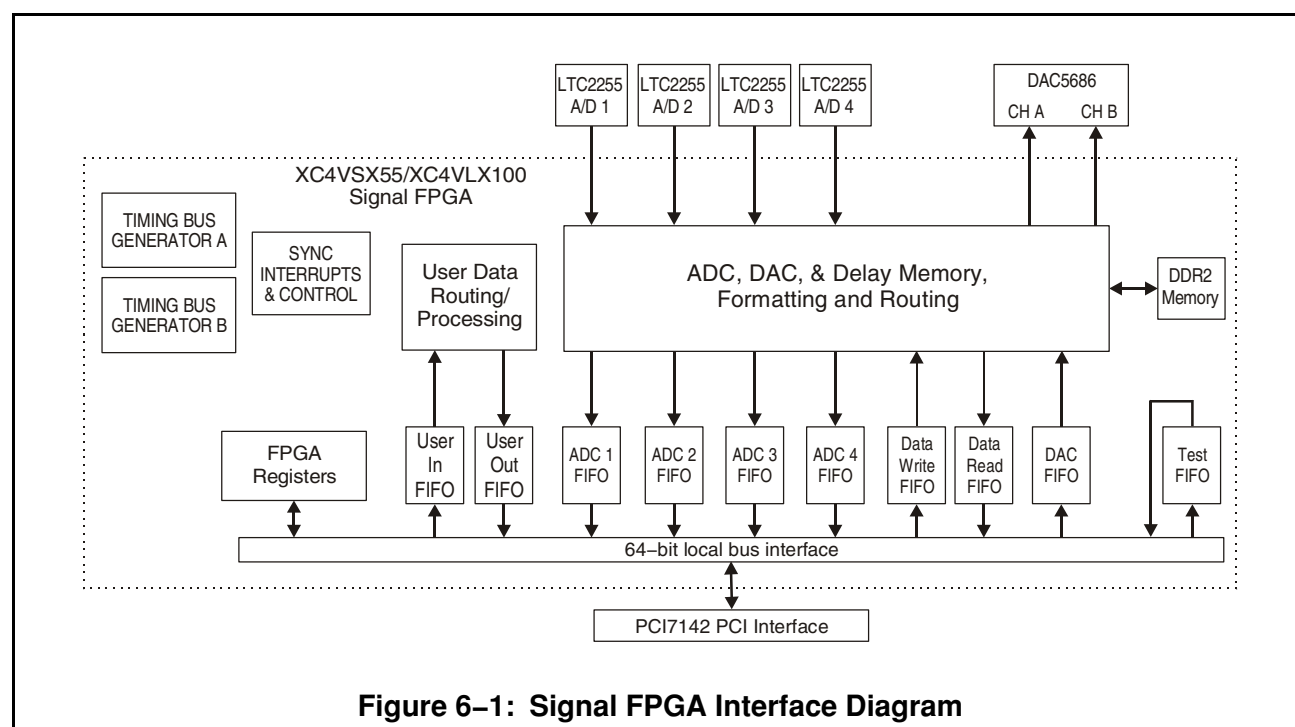 LTC2255
A/D 1
LTC2255
A/D 2
LTC2255
A/D 3
LTC2255
A/D 4
DAC5686
CH A CH B
XC4VSX55/XC4VLX100
Signal FPGA
TIMING BUS
GENERATOR A
TIMING BUS
GENERATOR B
SYNC
INTERRUPTS
& CONTROL
User Data
Routing/
Processing
ADC, DAC, & Delay Memory,
Formatting and Routing
DDR2
Memory
FPGA
Registers
User
In
FIFO
User
Out
FIFO
ADC 1
FIFO
ADC 2
FIFO
ADC 3
FIFO
ADC 4
FIFO
Data
Write
FIFO
Data
Read
FIFO
DAC
FIFO
Test
FIFO
64−bit local bus interface
PCI7142 PCI Interface
Figure 6−1: Signal FPGA Interface Diagram